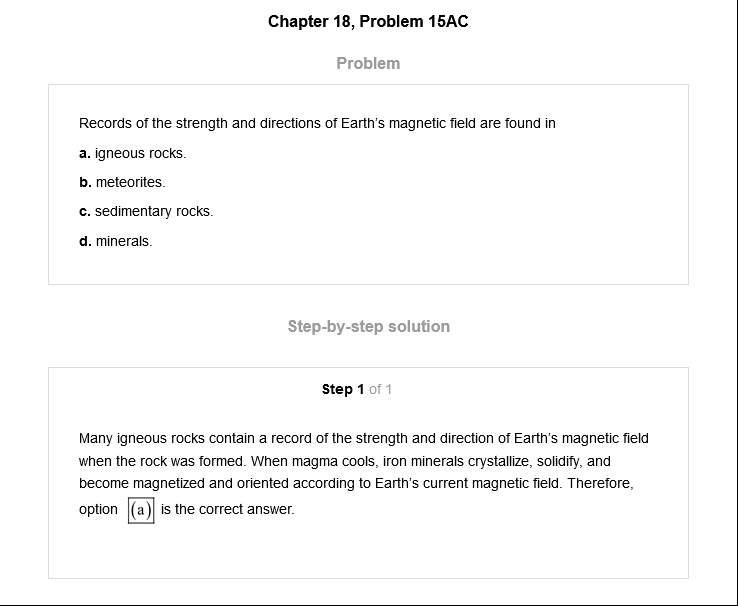 Chapter 18, Problem 15AC
Problem
Records of the strength and directions of Earth's magnetic field are found in
a. igneous rocks.
b. meteorites.
c. sedimentary rocks.
d. minerals.
Step-by-step solution
Step 1 of 1
Many igneous rocks contain a record of the strength and direction of Earth's magnetic field
when the rock was formed. When magma cools, iron minerals crystallize, solidify, and
become magnetized and oriented according to Earth's current magnetic field. Therefore,
option (a) is the correct answer.